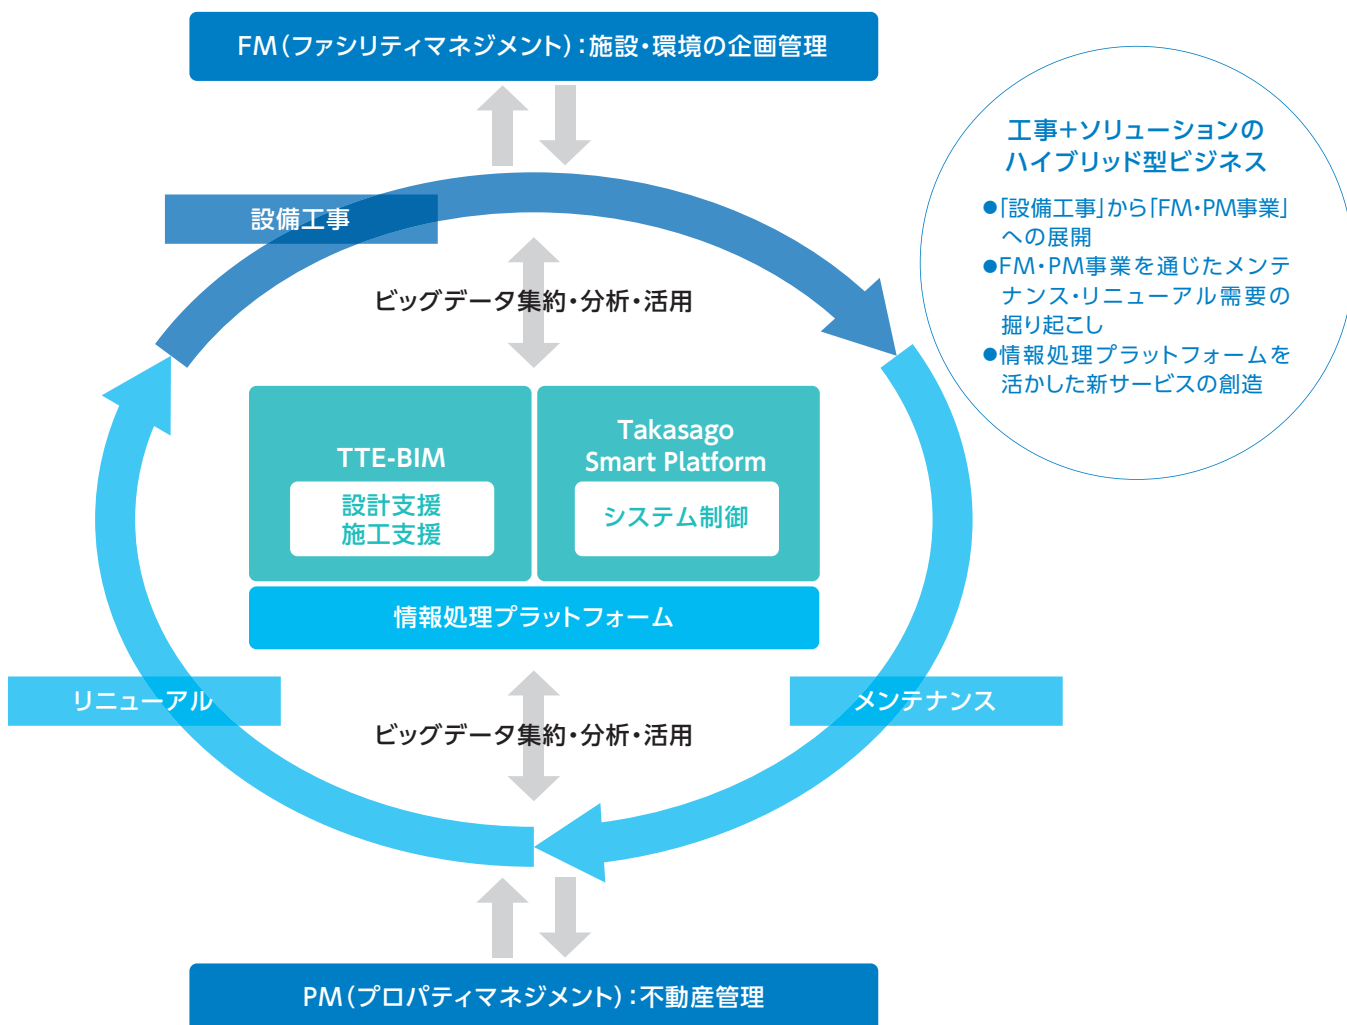 FM(ファシリティマネジメント):施設・環境の企画管理
工事+ソリューションの
ハイブリッド型ビジネス
●「設備工事」から「FM・PM事業」
への展開
●FM・PM事業を通じたメンテ
ナンス・リニューアル需要の
掘り起こし
●情報処理プラットフォームを
活かした新サービスの創造
設備工事
ビッグデータ集約・分析・活用
TTE-BIM
設計支援
施工支援
Takasago
Smart Platform
システム制御
情報処理プラットフォーム
リニューアル
メンテナンス
ビッグデータ集約・分析・活用
PM(プロパティマネジメント):不動産管理